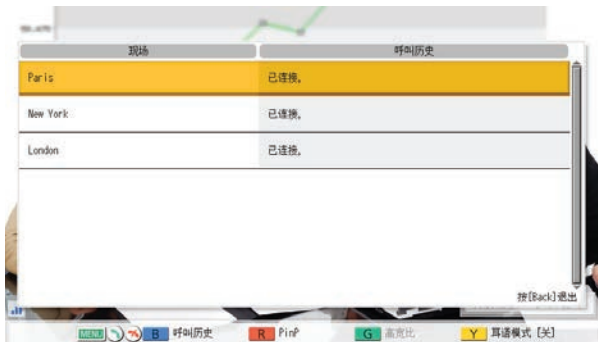 现场 呼叫历史
Paris 已连接。
New York 已连接。
London 已连接。
按[Back]退出
MENU B 呼叫历史 R PinP G 高宽比 Y 耳语模式 [关]